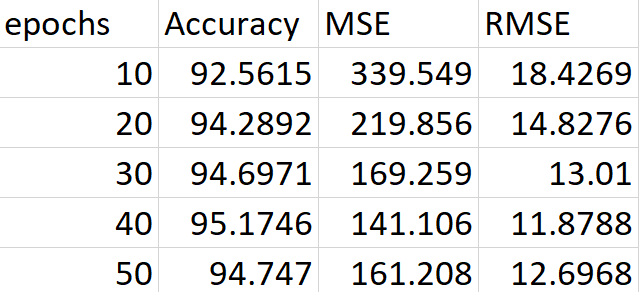 epochs Accuracy MSE RMSE
10 92.5615 339.549 18.4269
20 94.2892 219.856 14.8276
30 94.6971 169.259 13.01
40 95.1746 141.106 11.8788
50 94.747 161.208 12.6968